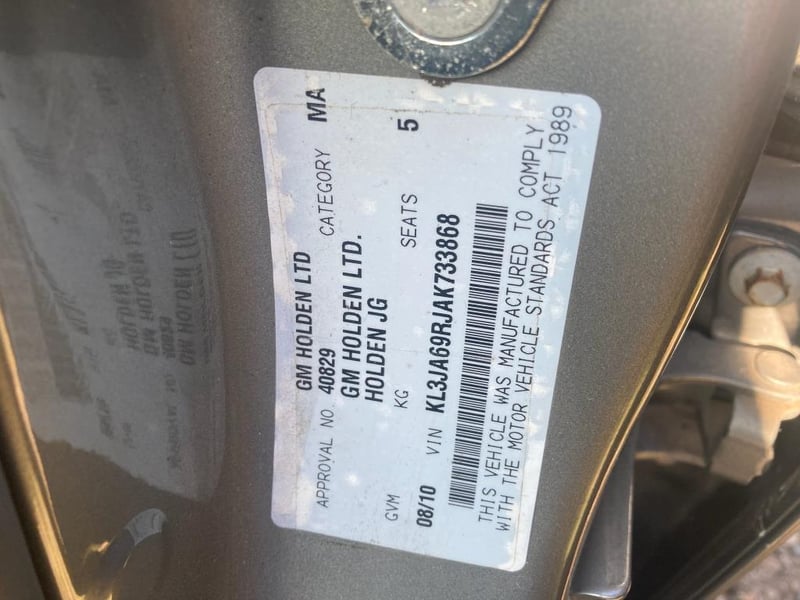 GM HOLDEN LTD
APPROVAL NO. 40829 CATEGORY MA
GM HOLDEN LTD.
HOLDEN JG
GVM KG SEATS 5
08/10 VIN KL3JA69RJAK733868
THIS VEHICLE WAS MANUFACTURED TO COMPLY
WITH THE MOTOR VEHICLE STANDARDS ACT 1989